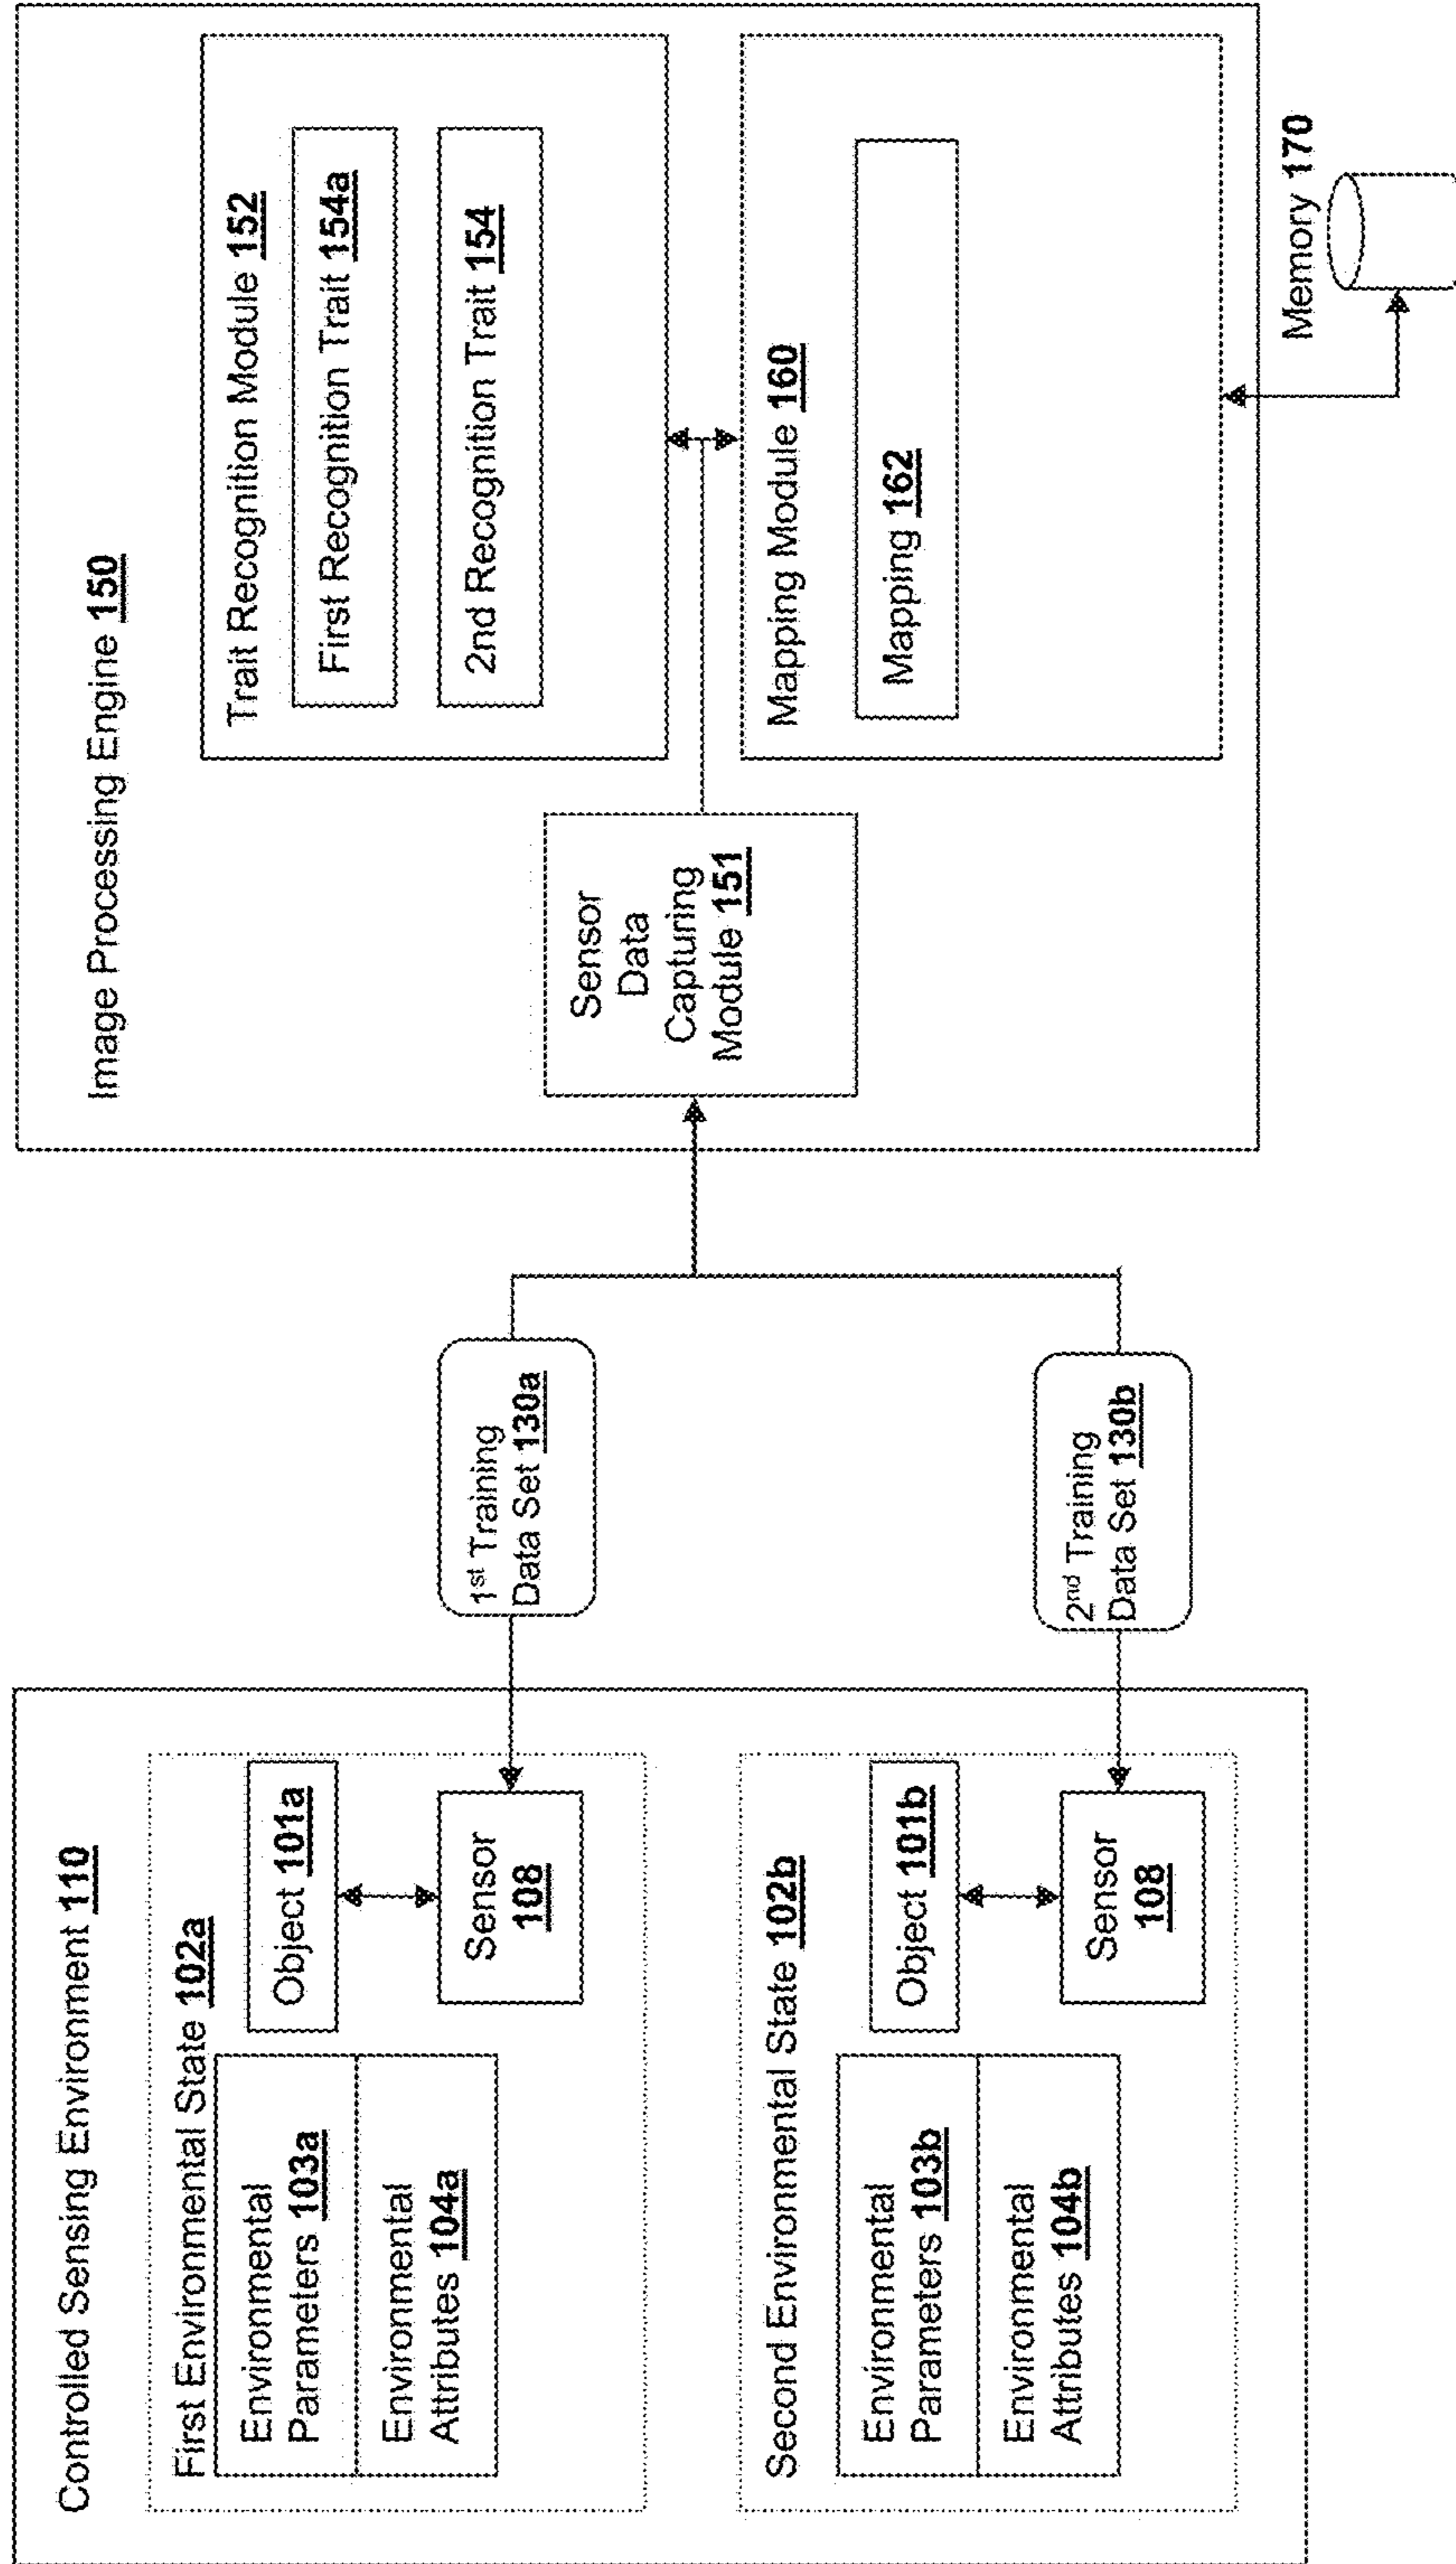 Controlled Sensing Environment 110
First Environmental State 102a
Environmental
Parameters 103a
Environmental
Attributes 104a
Object 101a
Sensor
108
Second Environmental State 102b
Environmental
Parameters 103b
Environmental
Attributes 104b
Object 101b
Sensor
108
1st Training
Data Set 130a
2nd Training
Data Set 130b
Image Processing Engine 150
Sensor
Data
Capturing
Module 151
Trait Recognition Module 152
First Recognition Trait 154a
2nd Recognition Trait 154
Mapping Module 160
Mapping 162
Memory 170